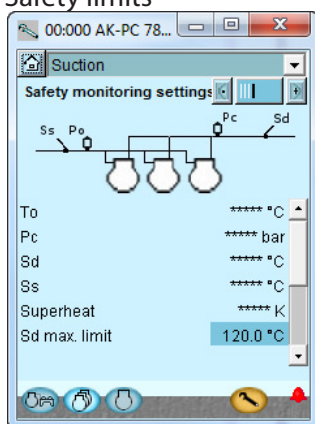 Safety limits
00:000 AK-PC 78...
Suction
Safety monitoring settings
Ss Po Pc Sd
To ***** °C
Pc ***** bar
Sd ***** °C
Ss ***** °C
Superheat ***** K
Sd max. limit 120.0 °C